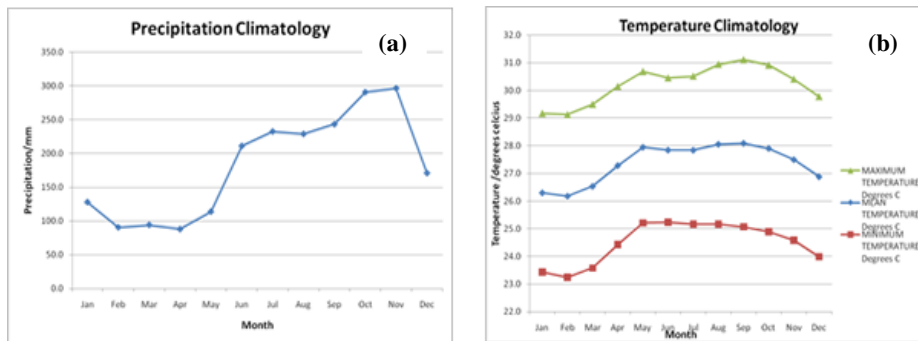 Precipitation Climatology
(a)
350.0
300.0
250.0
200.0
150.0
100.0
50.0
0.0
Precipitation/mm
Jan Feb Mar Apr May Jun Jul Aug Sep Oct Nov Dec
Month
Temperature Climatology
(b)
32.0
31.0
30.0
29.0
28.0
27.0
26.0
25.0
24.0
23.0
22.0
Temperature /degrees celcius
Jan Feb Mar Apr May Jun Jul Aug Sep Oct Nov Dec
Month
MAXIMUM
TEMPERATURE
Degrees C
MEAN
TEMPERATURE
Degrees C
MINIMUM
TEMPERATURE
Degrees C